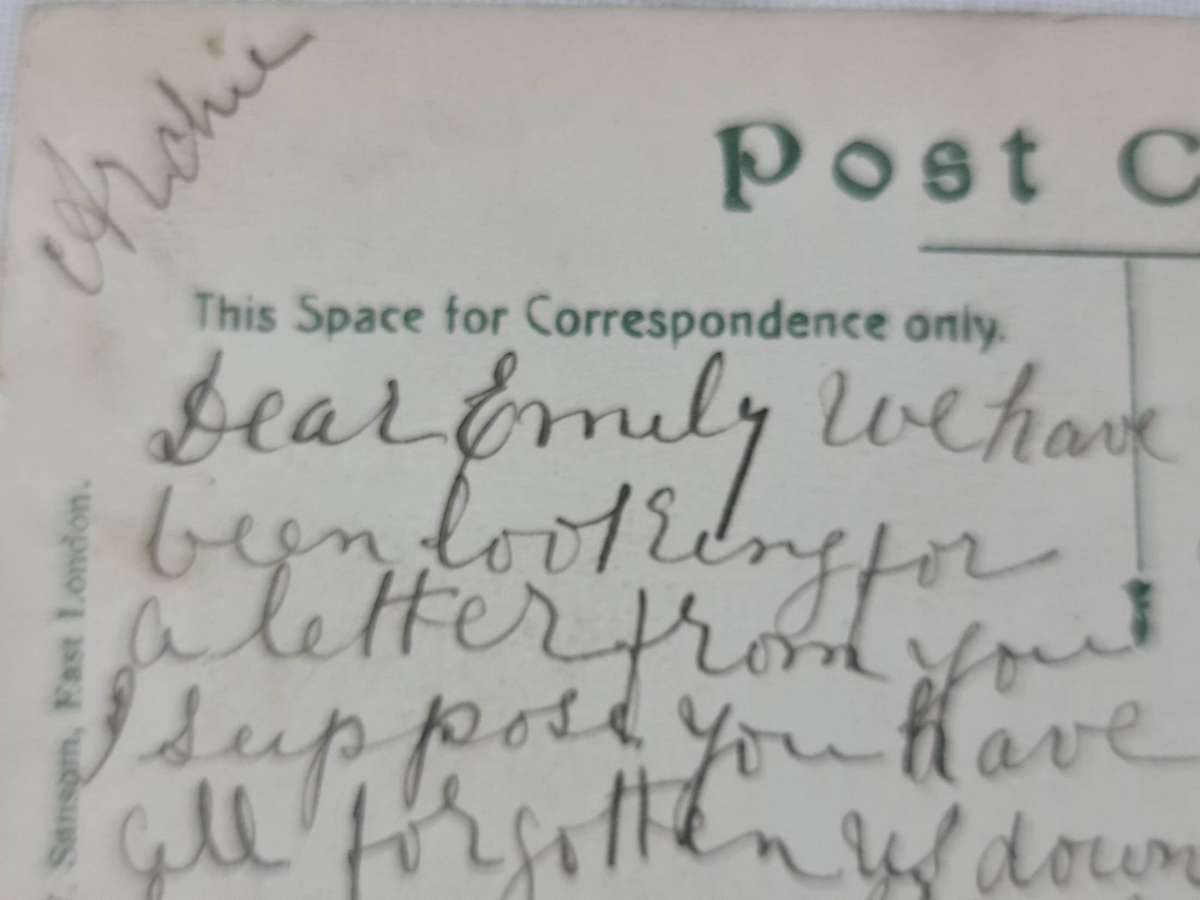 Archie
Post C
This Space for Correspondence only.
Dear Emily We have
been looking for
a letter from you
I suppose you have
all forgotten us down
Sansom, East London.